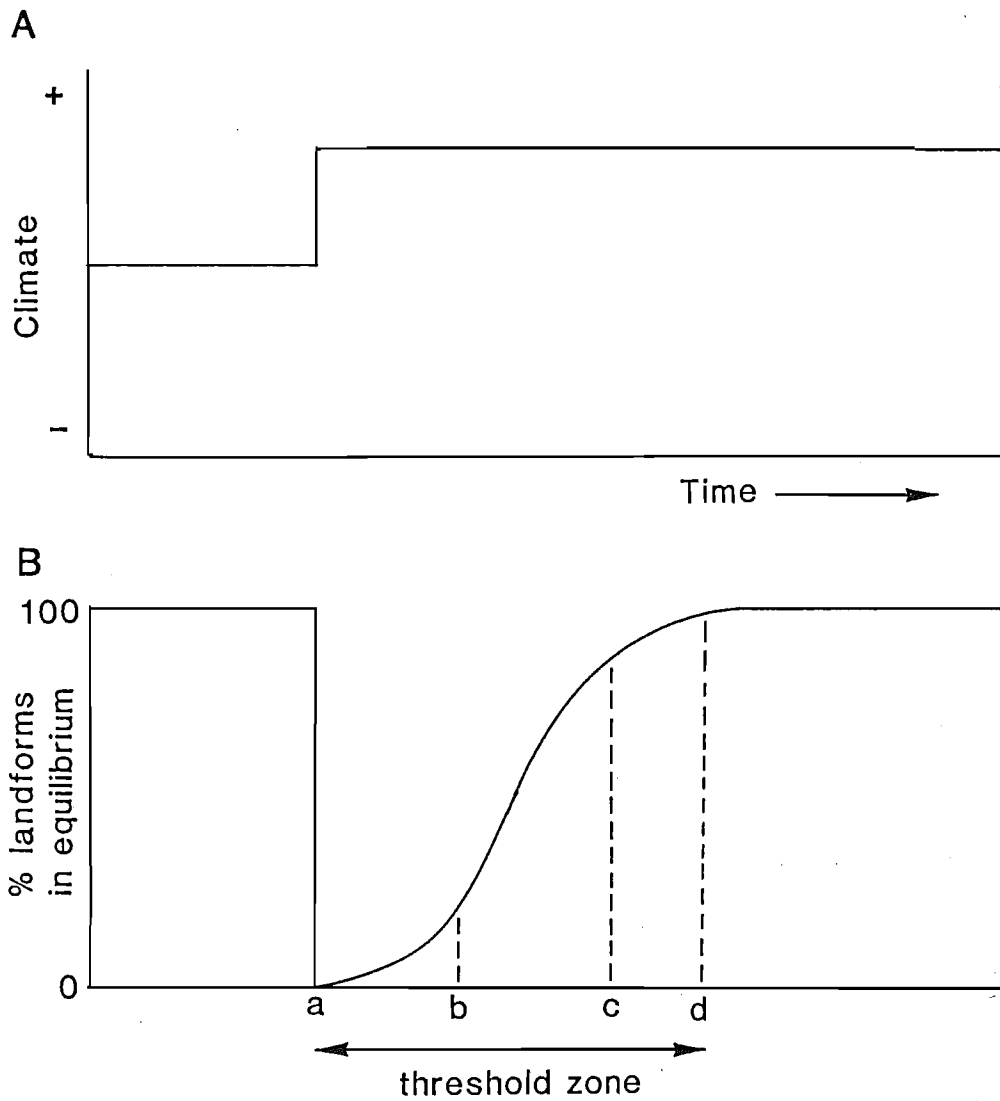 A
+
Climate
-
Time
B
100
% landforms
in equilibrium
0
a b c d
threshold zone